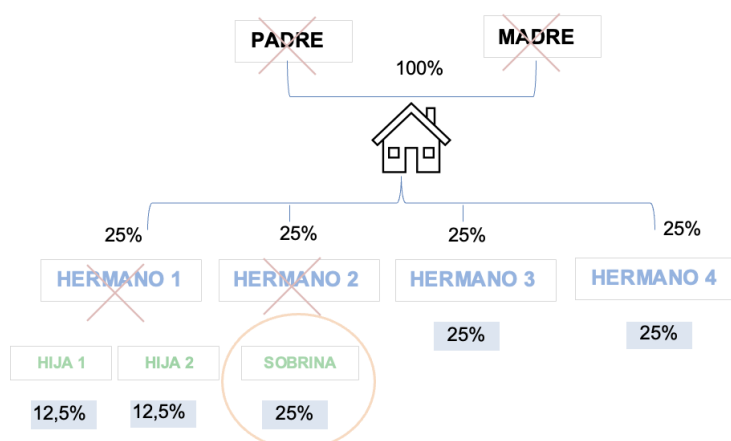 PADRE
MADRE
100%
25%
25%
25%
25%
HERMANO 1
HERMANO 2
HERMANO 3
HERMANO 4
25%
25%
HIJA 1
HIJA 2
SOBRINA
12,5%
12,5%
25%